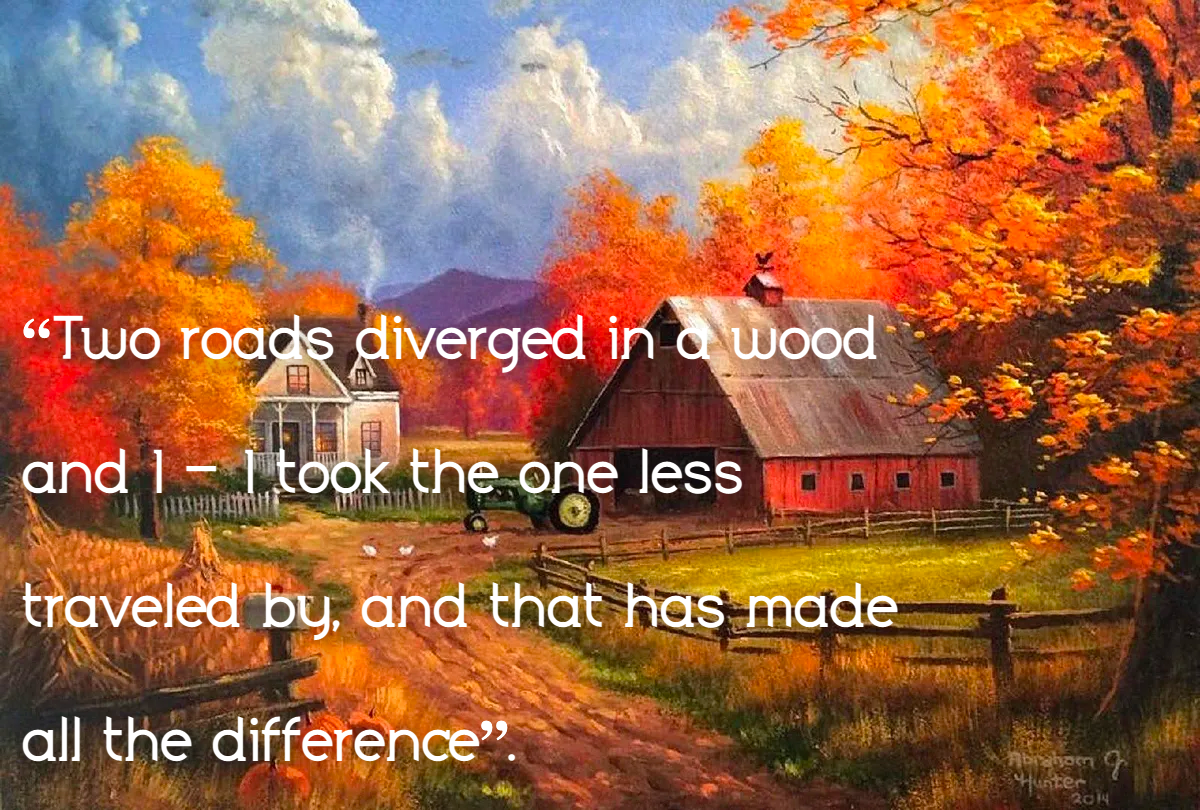 “Two roads diverged in a wood
and I – I took the one less
traveled by, and that has made
all the difference”.
Abraham J.
Hunter
2014